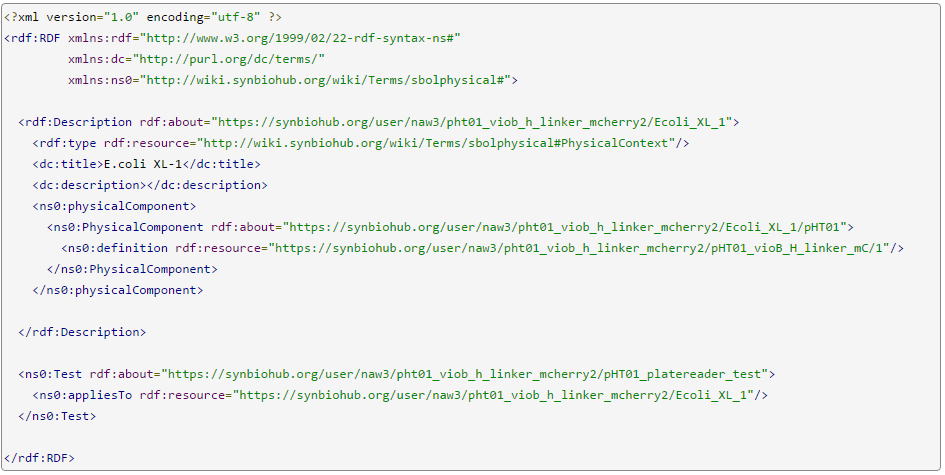 <?xml version="1.0" encoding="utf-8" ?>
<rdf:RDF xmlns:rdf="http://www.w3.org/1999/02/22-rdf-syntax-ns#"
         xmlns:dc="http://purl.org/dc/terms/"
         xmlns:ns0="http://wiki.synbiohub.org/wiki/Terms/sbolphysical#">
  <rdf:Description rdf:about="https://synbiohub.org/user/naw3/pht01_viob_h_linker_mcherry2/Ecoli_XL_1">
    <rdf:type rdf:resource="http://wiki.synbiohub.org/wiki/Terms/sbolphysical#PhysicalContext"/>
    <dc:title>E.coli XL-1</dc:title>
    <dc:description></dc:description>
    <ns0:physicalComponent>
      <ns0:PhysicalComponent rdf:about="https://synbiohub.org/user/naw3/pht01_viob_h_linker_mcherry2/Ecoli_XL_1/pHT01">
        <ns0:definition rdf:resource="https://synbiohub.org/user/naw3/pht01_viob_h_linker_mcherry2/pHT01_vioB_H_linker_mC/1"/>
      </ns0:PhysicalComponent>
    </ns0:physicalComponent>
  </rdf:Description>
  <ns0:Test rdf:about="https://synbiohub.org/user/naw3/pht01_viob_h_linker_mcherry2/pHT01_platereader_test">
    <ns0:appliesTo rdf:resource="https://synbiohub.org/user/naw3/pht01_viob_h_linker_mcherry2/Ecoli_XL_1"/>
  </ns0:Test>
</rdf:RDF>